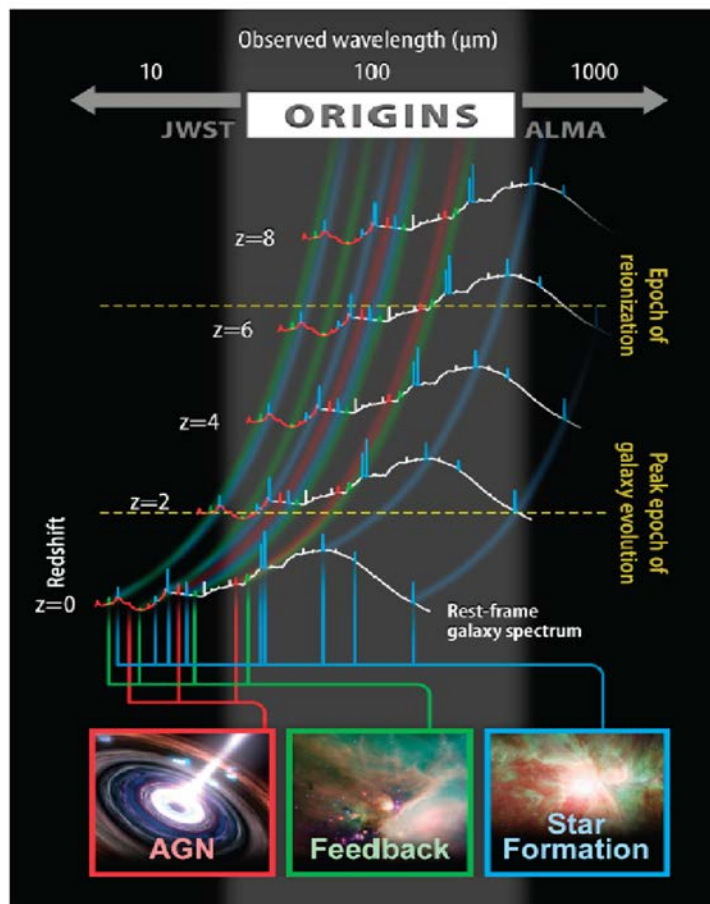 Observed wavelength (μm)
10 100 1000
JWST ORIGINS ALMA
z=8
Epoch of
reionization
z=6
z=4
Peak epoch of
galaxy evolution
z=2
Redshift
z=0
Rest-frame
galaxy spectrum
AGN
Feedback
Star
Formation